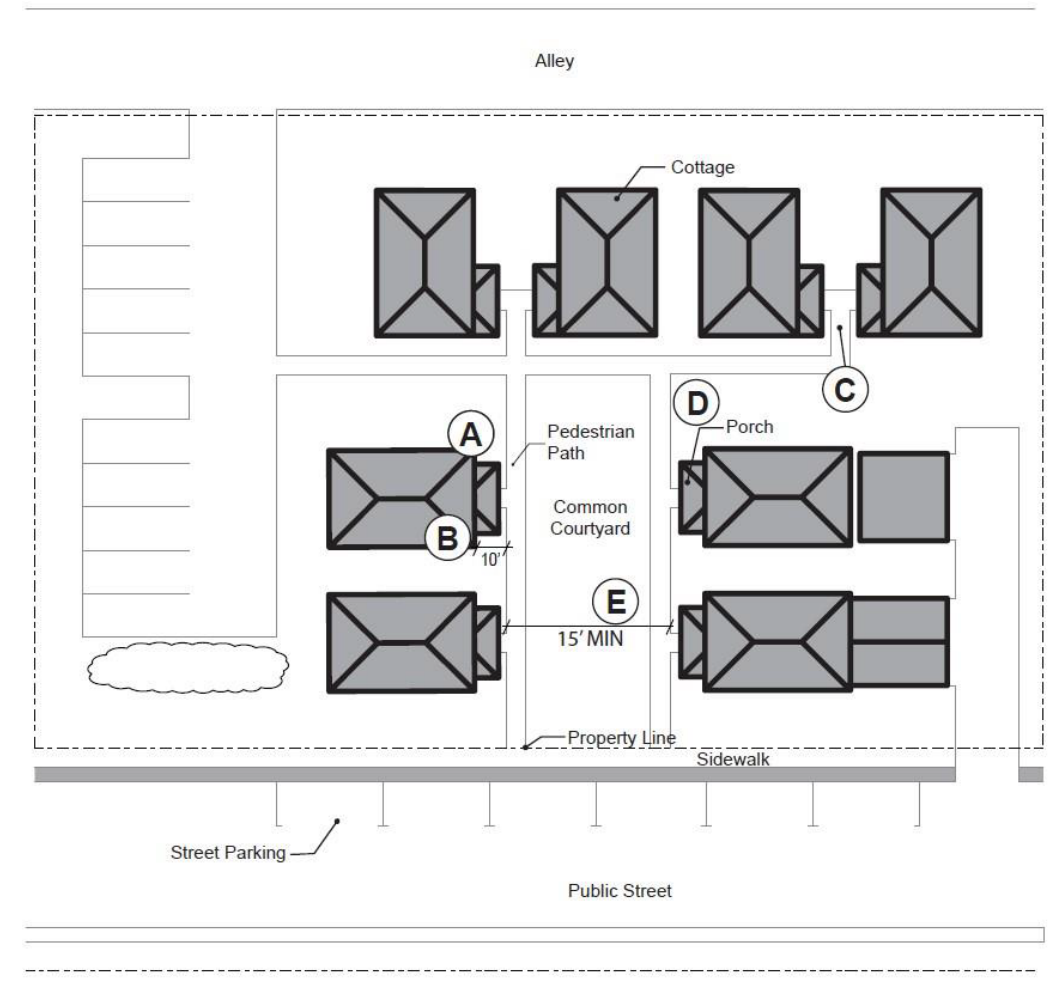 Alley
Cottage
C
D
A
Porch
Pedestrian
Path
Common
Courtyard
B
10'
E
15' MIN
Property Line
Sidewalk
Street Parking
Public Street